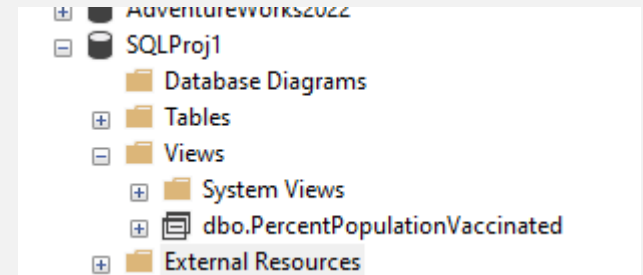 AdventureWorks2022
SQLProj1
Database Diagrams
Tables
Views
System Views
dbo.PercentPopulationVaccinated
External Resources